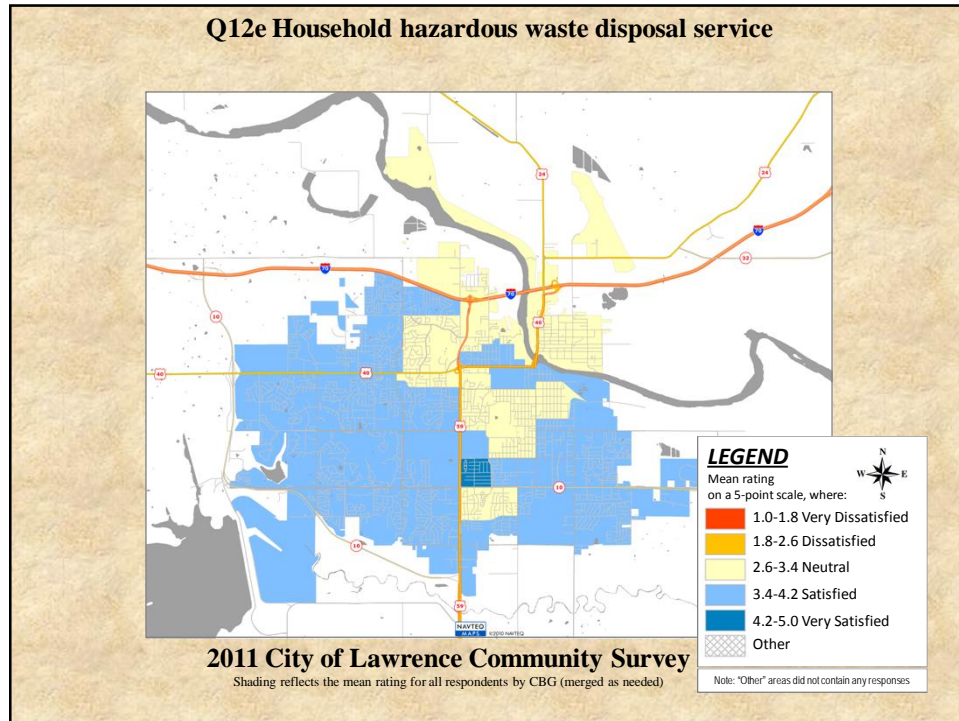 Q12e Household hazardous waste disposal service
24
24
70
32
70
70
10
40
40
40
59
10
10
59
NAVTEQ
MAPS
©2010 NAVTEQ
LEGEND
Mean rating
on a 5-point scale, where:
N
W E
S
1.0-1.8 Very Dissatisfied
1.8-2.6 Dissatisfied
2.6-3.4 Neutral
3.4-4.2 Satisfied
4.2-5.0 Very Satisfied
Other
2011 City of Lawrence Community Survey
Shading reflects the mean rating for all respondents by CBG (merged as needed)
Note: "Other" areas did not contain any responses